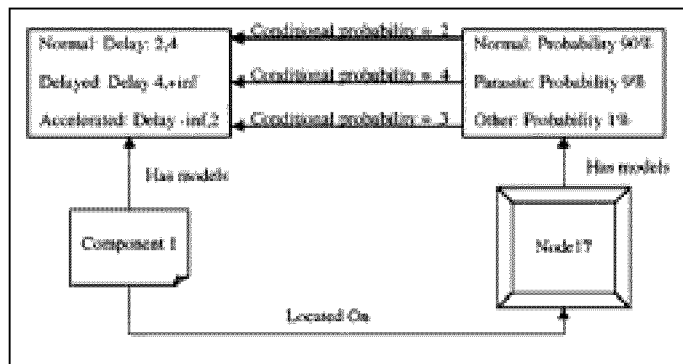 Normal: Delay: 2,4
Delayed: Delay 4,+inf
Accelerated: Delay -inf,2
Conditional probability = .2
Conditional probability = .4
Conditional probability = .3
Normal: Probability 90%
Parasite: Probability 9%
Other: Probability 1%
Has models
Has models
Component 1
Node17
Located On